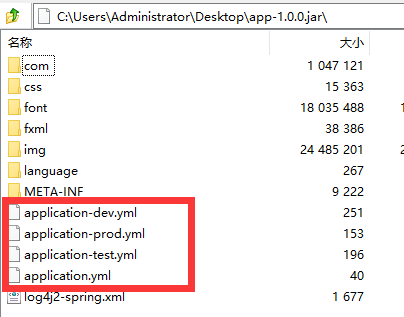 C:\Users\Administrator\Desktop\app-1.0.0.jar\
名称 大小
com 1 047 121
css 15 363
font 18 035 488
fxml 38 386
img 24 485 201
language 267
META-INF 9 222
application-dev.yml 251
application-prod.yml 153
application-test.yml 196
application.yml 40
log4j2-spring.xml 1 677